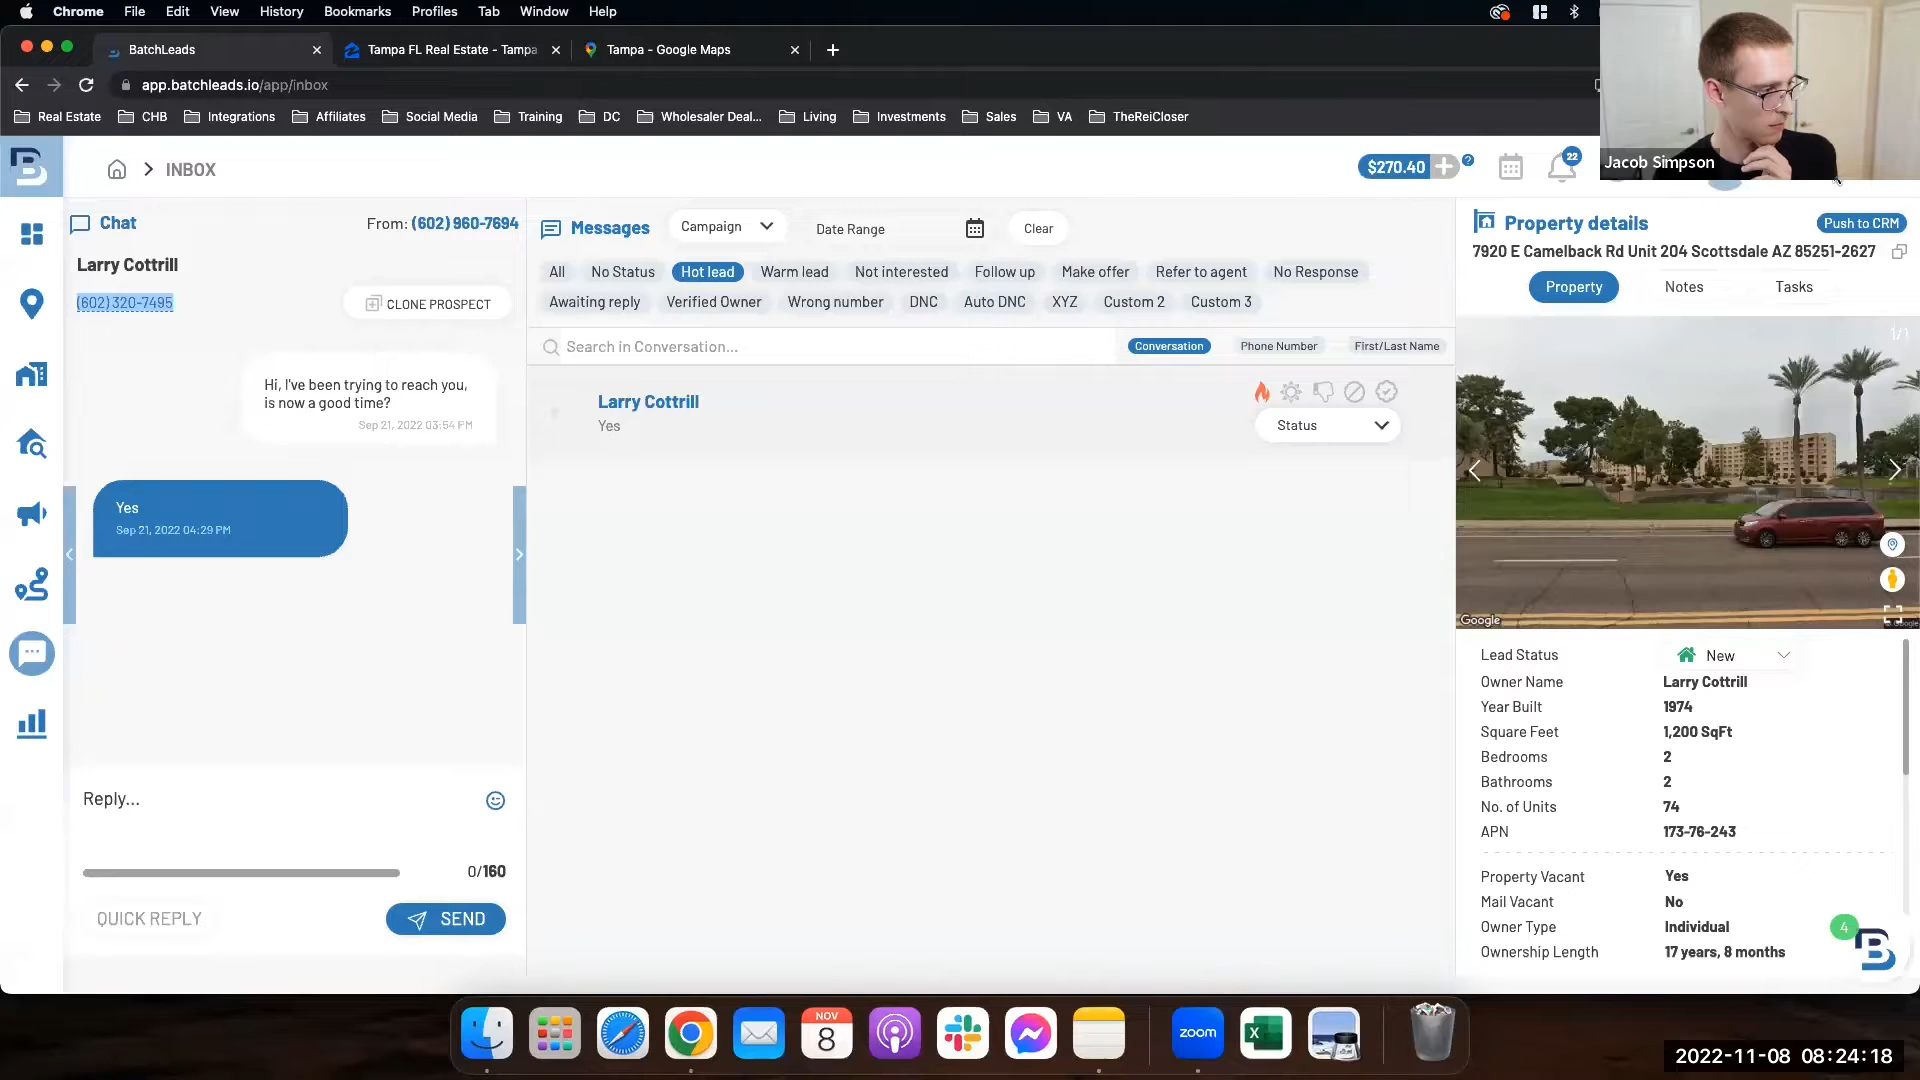 Chrome File Edit View History Bookmarks Profiles Tab Window Help
BatchLeads
Tampa FL Real Estate - Tampa
Tampa - Google Maps
app.batchleads.io/app/inbox
Real Estate CHB Integrations Affiliates Social Media Training DC Wholesaler Deal... Living Investments Sales VA TheReiCloser
Jacob Simpson
INBOX
$270.40
?
22
Chat
From: (602) 960-7694
Larry Cottrill
(602) 320-7495
CLONE PROSPECT
Hi, I've been trying to reach you,
is now a good time?
Sep 21, 2022 03:54 PM
Yes
Sep 21, 2022 04:29 PM
Reply...
0/160
QUICK REPLY
SEND
Messages
Campaign
Date Range
Clear
All No Status Hot lead Warm lead Not interested Follow up Make offer Refer to agent No Response
Awaiting reply Verified Owner Wrong number DNC Auto DNC XYZ Custom 2 Custom 3
Search in Conversation...
Conversation Phone Number First/Last Name
Larry Cottrill
Yes
Status
Property details
Push to CRM
7920 E Camelback Rd Unit 204 Scottsdale AZ 85251-2627
Property Notes Tasks
1/1
Google
© Google
Lead Status New
Owner Name Larry Cottrill
Year Built 1974
Square Feet 1,200 SqFt
Bedrooms 2
Bathrooms 2
No. of Units 74
APN 173-76-243
Property Vacant Yes
Mail Vacant No
Owner Type Individual
Ownership Length 17 years, 8 months
4
NOV
8
zoom
2022-11-08 08:24:18